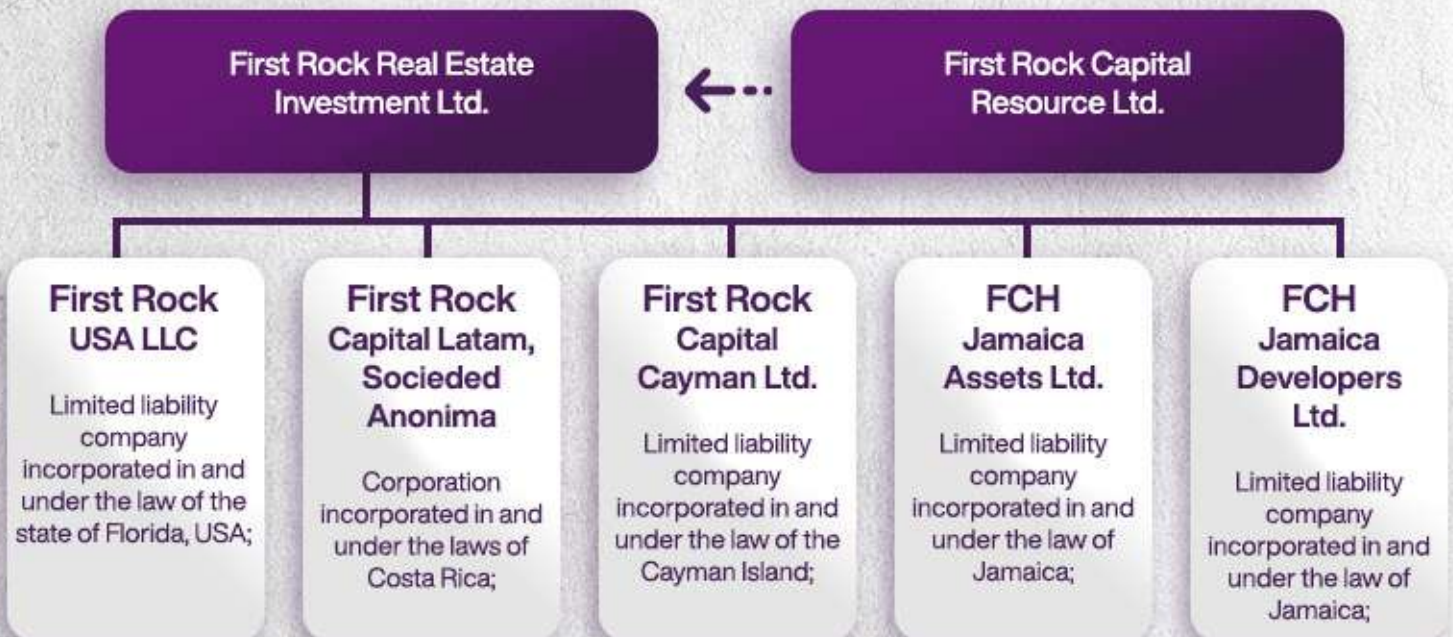 First Rock Real Estate
Investment Ltd.
First Rock Capital
Resource Ltd.
First Rock
USA LLC
Limited liability
company
incorporated in and
under the law of the
state of Florida, USA;
First Rock
Capital Latam,
Socieded
Anonima
Corporation
incorporated in and
under the laws of
Costa Rica;
First Rock
Capital
Cayman Ltd.
Limited liability
company
incorporated in and
under the law of the
Cayman Island;
FCH
Jamaica
Assets Ltd.
Limited liability
company
incorporated in and
under the law of
Jamaica;
FCH
Jamaica
Developers
Ltd.
Limited liability
company
incorporated in and
under the law of
Jamaica;